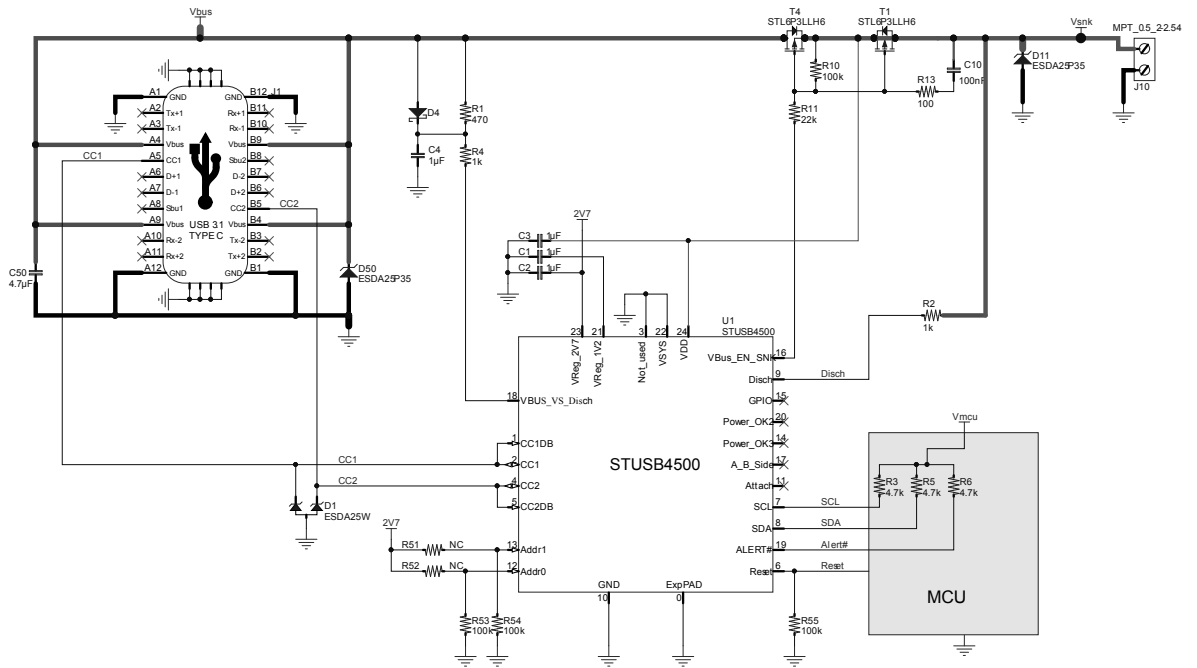 Vbus
T4
STL6P3LLH6
T1
STL6P3LLH6
Vsnk
MPT_0.5_2-2.54
J10
R10
100k
C10
100nF
D11
ESDA25P35
R13
100
R11
22k
D4
R1
470
C4
1µF
R4
1k
A1 GND
A2 Tx+1
A3 Tx-1
A4 Vbus
A5 CC1
A6 D+1
A7 D-1
A8 Sbu1
A9 Vbus
A10 Rx-2
A11 Rx+2
A12 GND
GND B12 J1
Rx+1 B11
Rx-1 B10
Vbus B9
Sbu2 B8
D-2 B7
D+2 B6
CC2 B5
Vbus B4
Tx-2 B3
Tx+2 B2
GND B1
USB 3.1
TYPE C
CC1
CC2
C50
4.7µF
D50
ESDA25P35
2V7
C3 1µF
C1 1µF
C2 1µF
R2
1k
U1
STUSB4500
23 VReg_2V7
21 VReg_1V2
3 Not_used
22 VSYS
24 VDD
VBus_EN_SNK 16
Disch 9
Disch
18 VBUS_VS_Disch
GPIO 15
Power_OK2 20
Power_OK3 14
A_B_Side 17
Attach 11
1 CC1DB
2 CC1
4 CC2
5 CC2DB
STUSB4500
CC1
CC2
D1
ESDA25W
SCL 7
SCL
SDA 8
SDA
ALERT# 19
Alert#
Reset 6
Reset
Vmcu
R3
4.7k
R5
4.7k
R6
4.7k
MCU
2V7
R51 NC
R52 NC
13 Addr1
12 Addr0
GND
10
ExpPAD
0
R53
100k
R54
100k
R55
100k